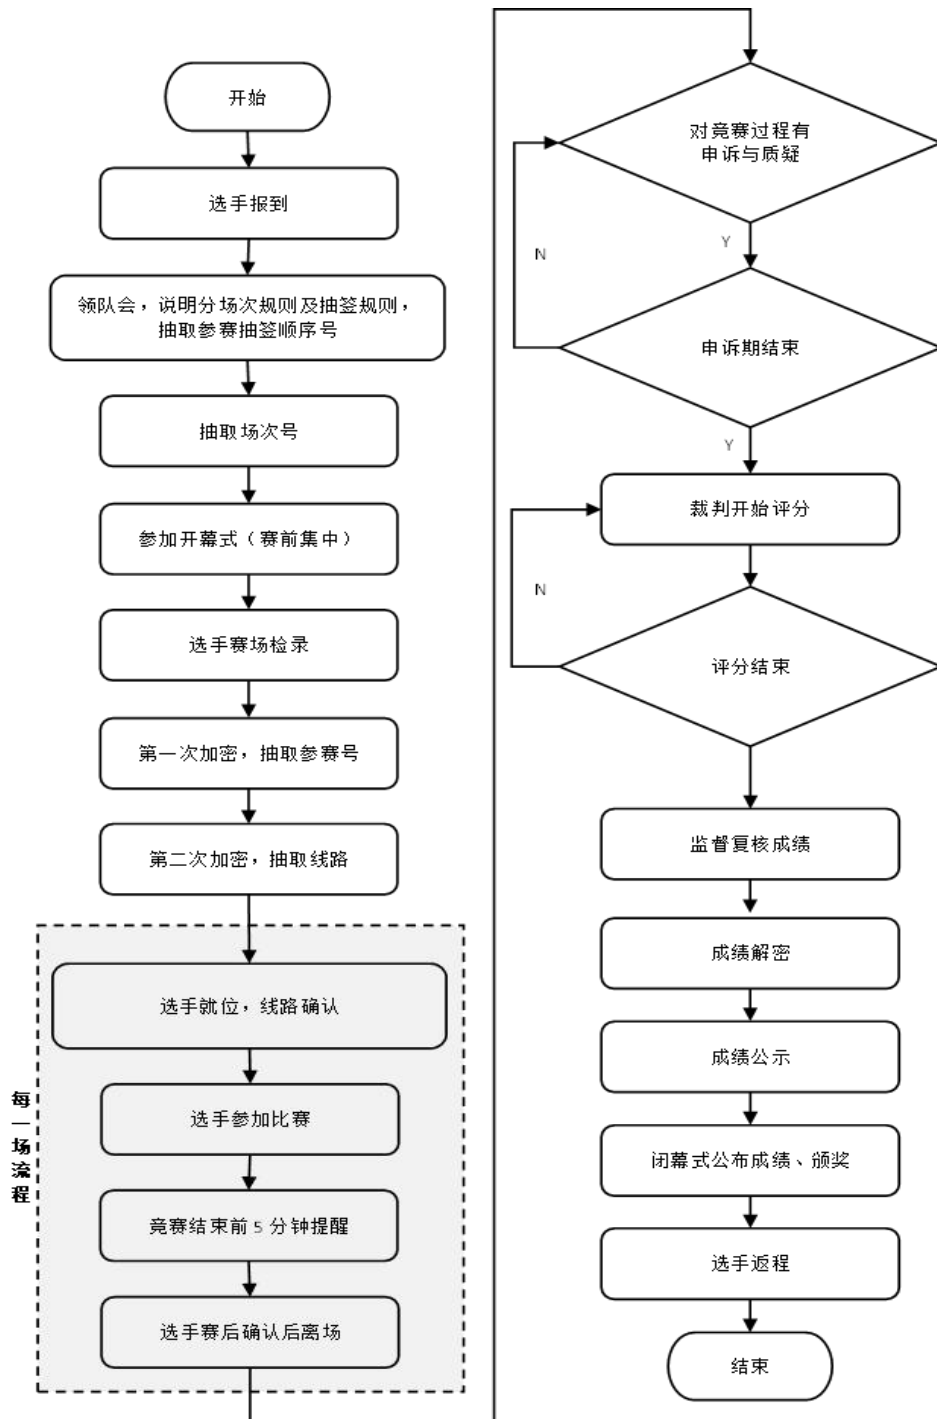 开始
选手报到
领队会，说明分场次规则及抽签规则，
抽取参赛抽签顺序号
抽取场次号
参加开幕式（赛前集中）
选手赛场检录
第一次加密，抽取参赛号
第二次加密，抽取线路
每一场流程
选手就位，线路确认
选手参加比赛
竞赛结束前5分钟提醒
选手赛后确认后离场
对竞赛过程有
申诉与质疑
Y
N
申诉期结束
Y
裁判开始评分
N
评分结束
监督复核成绩
成绩解密
成绩公示
闭幕式公布成绩、颁奖
选手返程
结束